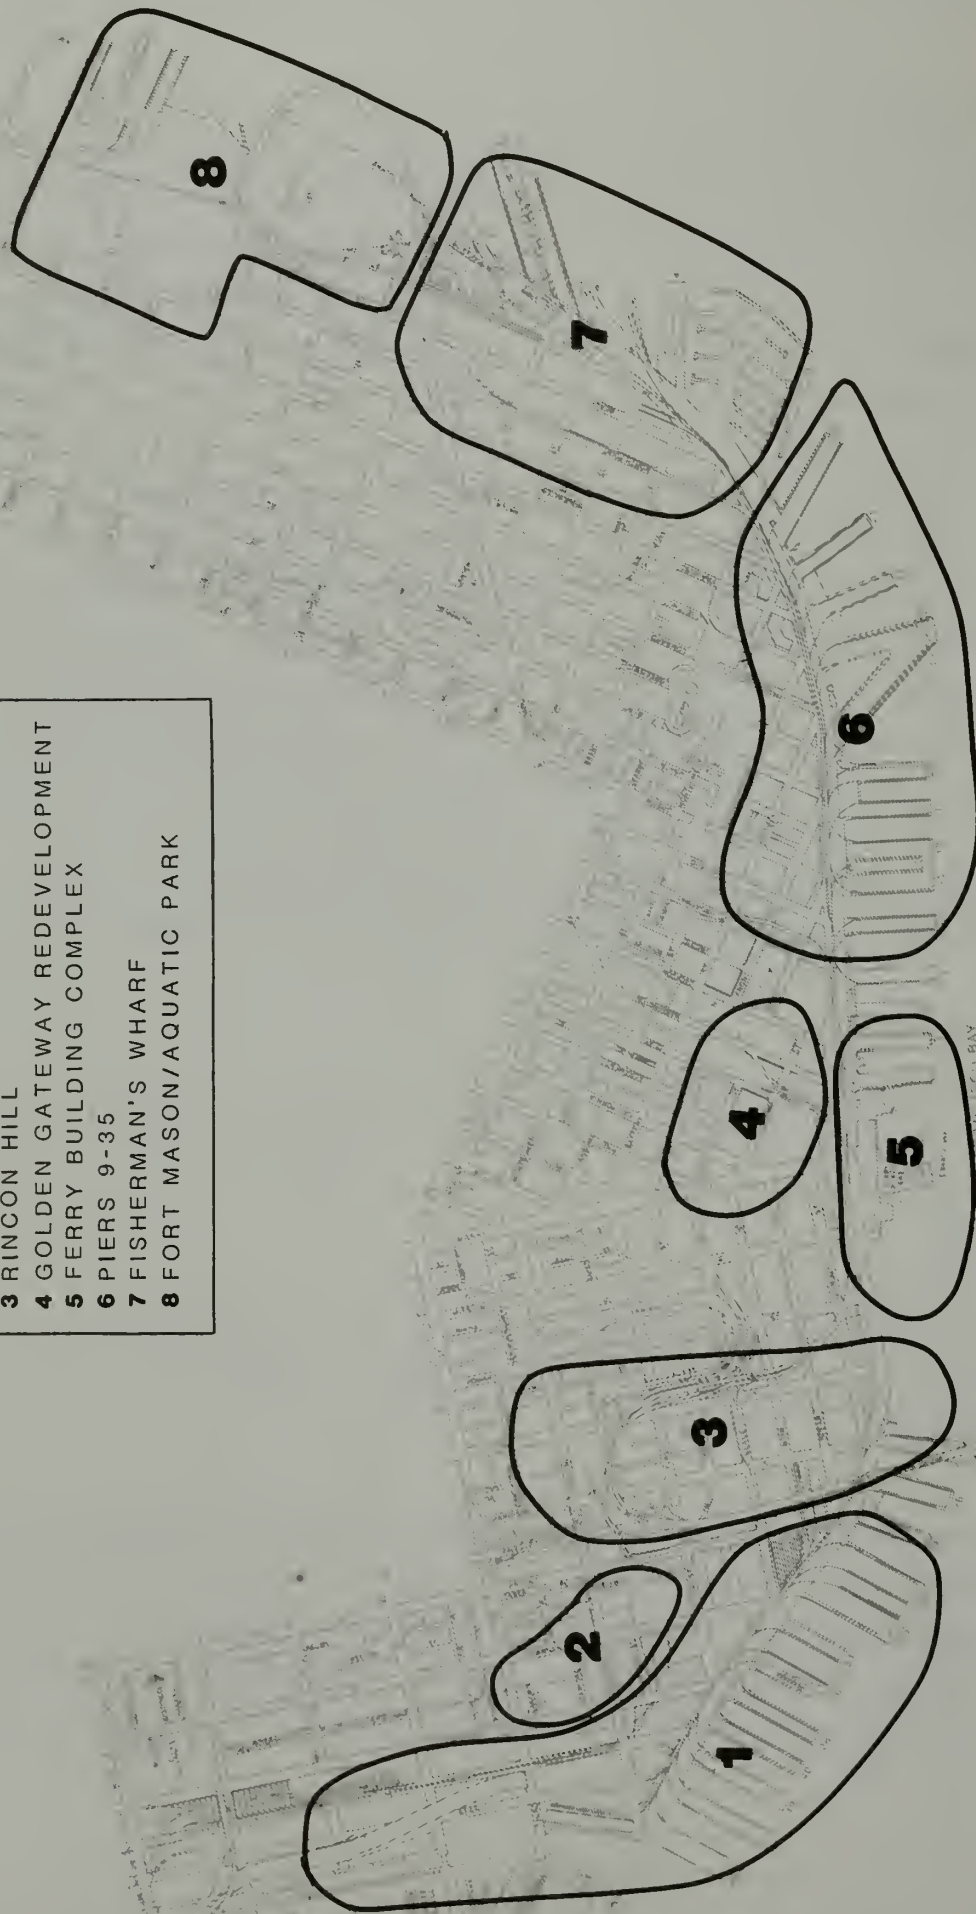 3 RINCON HILL
4 GOLDEN GATEWAY REDEVELOPMENT
5 FERRY BUILDING COMPLEX
6 PIERS 9-35
7 FISHERMAN'S WHARF
8 FORT MASON/AQUATIC PARK
8
7
6
4
5
3
2
1
BAY